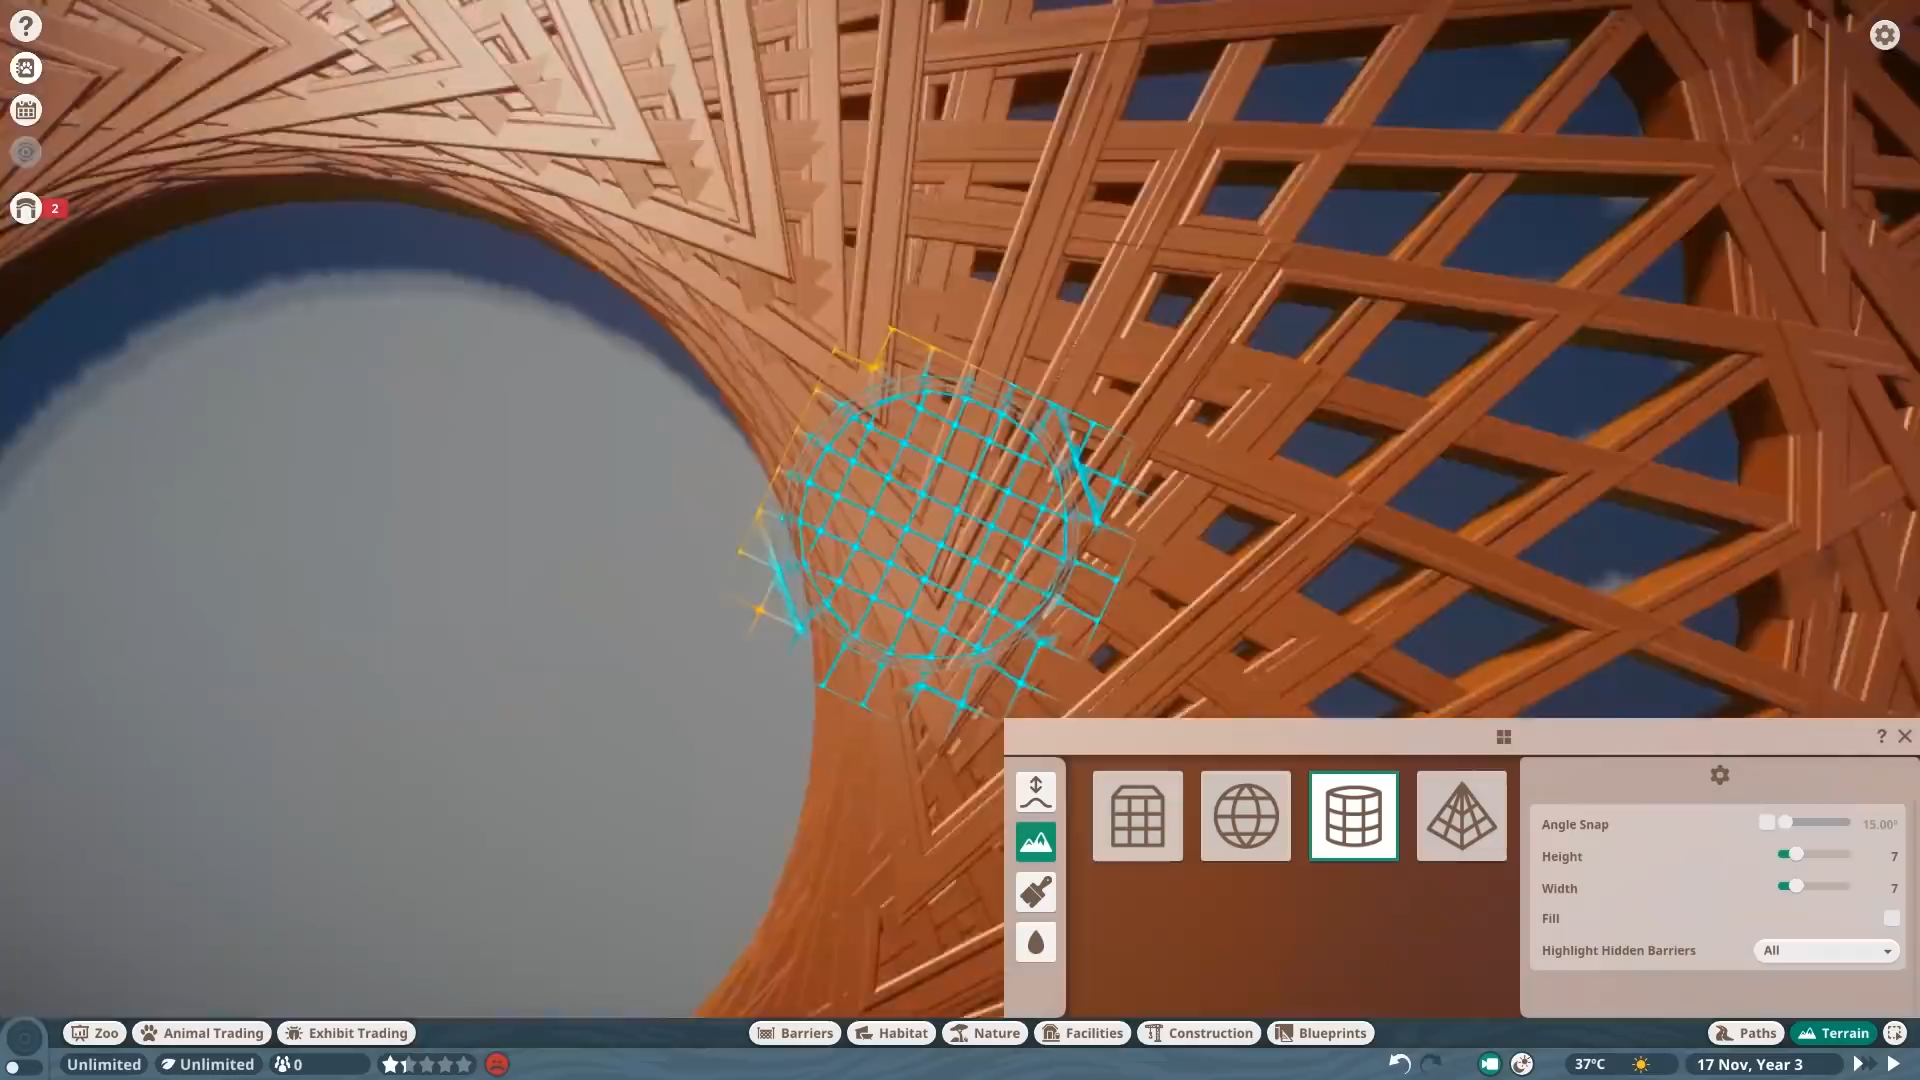 ?
2
?
Angle Snap
15.00°
Height
7
Width
7
Fill
Highlight Hidden Barriers
All
Zoo
Animal Trading
Exhibit Trading
Barriers
Habitat
Nature
Facilities
Construction
Blueprints
Paths
Terrain
Unlimited
Unlimited
0
37°C
17 Nov, Year 3